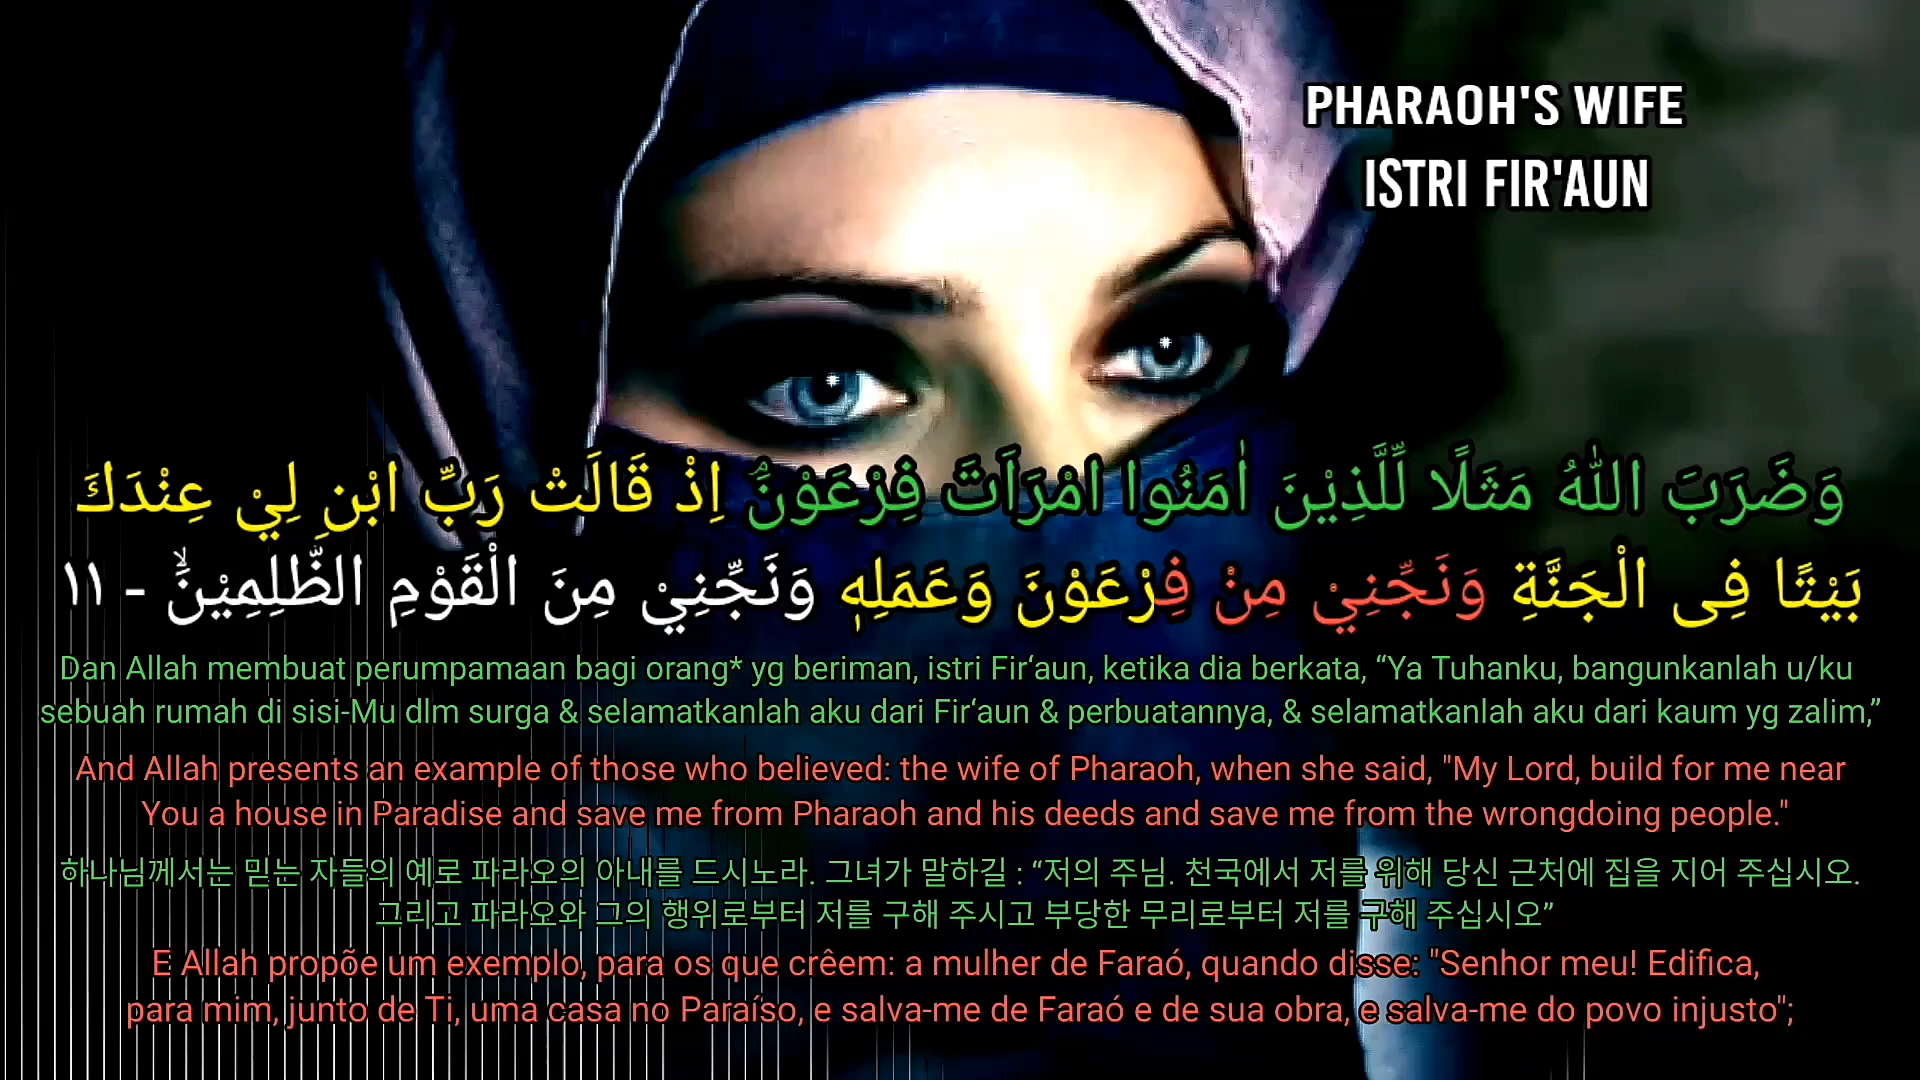 PHARAOH'S WIFE
ISTRI FIR'AUN
وَضَرَبَ اللّٰهُ مَثَلًا لِّلَّذِيْنَ اٰمَنُوا امْرَاَتَ فِرْعَوْنَۘ اِذْ قَالَتْ رَبِّ ابْنِ لِيْ عِنْدَكَ
بَيْتًا فِى الْجَنَّةِ وَنَجِّنِيْ مِنْ فِرْعَوْنَ وَعَمَلِهٖ وَنَجِّنِيْ مِنَ الْقَوْمِ الظّٰلِمِيْنَۙ - ١١
Dan Allah membuat perumpamaan bagi orang* yg beriman, istri Fir‘aun, ketika dia berkata, “Ya Tuhanku, bangunkanlah u/ku
sebuah rumah di sisi-Mu dlm surga & selamatkanlah aku dari Fir‘aun & perbuatannya, & selamatkanlah aku dari kaum yg zalim,”
And Allah presents an example of those who believed: the wife of Pharaoh, when she said, "My Lord, build for me near
You a house in Paradise and save me from Pharaoh and his deeds and save me from the wrongdoing people."
하나님께서는 믿는 자들의 예로 파라오의 아내를 드시노라. 그녀가 말하길 : “저의 주님. 천국에서 저를 위해 당신 근처에 집을 지어 주십시오.
그리고 파라오와 그의 행위로부터 저를 구해 주시고 부당한 무리로부터 저를 구해 주십시오”
E Allah propõe um exemplo, para os que crêem: a mulher de Faraó, quando disse: "Senhor meu! Edifica,
para mim, junto de Ti, uma casa no Paraíso, e salva-me de Faraó e de sua obra, e salva-me do povo injusto";